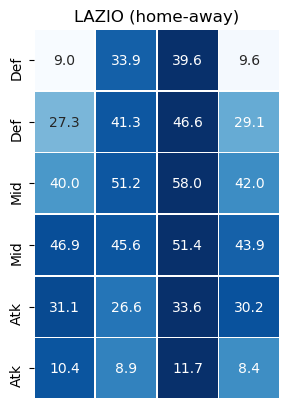 LAZIO (home-away)
Def 9.0 33.9 39.6 9.6
Def 27.3 41.3 46.6 29.1
Mid 40.0 51.2 58.0 42.0
Mid 46.9 45.6 51.4 43.9
Atk 31.1 26.6 33.6 30.2
Atk 10.4 8.9 11.7 8.4